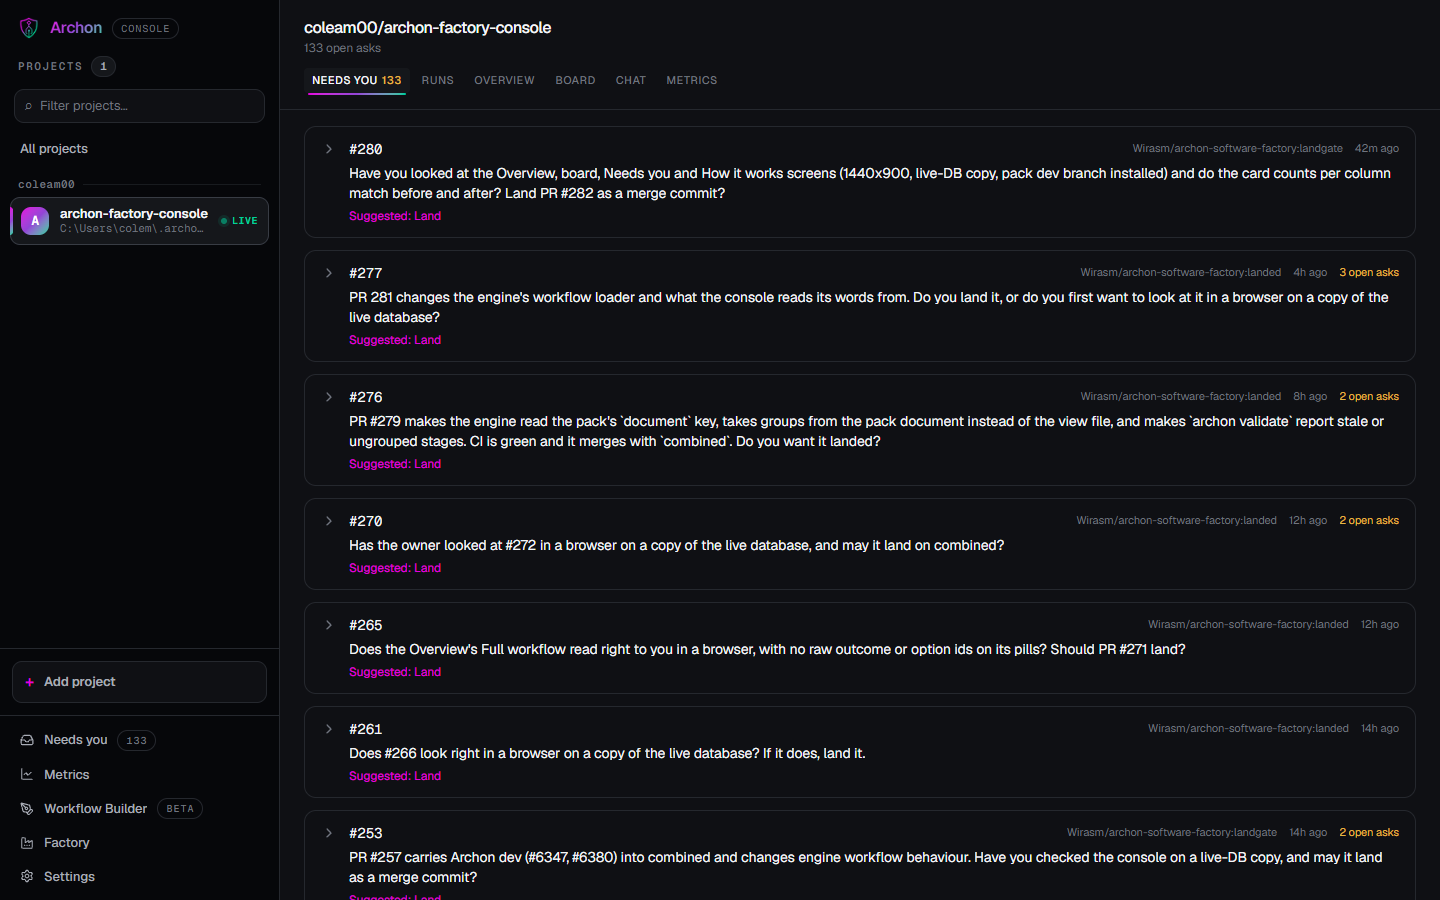 Archon CONSOLE
PROJECTS 1
Filter projects...
All projects
coleam00
A archon-factory-console LIVE
C:\Users\colem\.archo...
+ Add project
Needs you 133
Metrics
Workflow Builder BETA
Factory
Settings
coleam00/archon-factory-console
133 open asks
NEEDS YOU 133 RUNS OVERVIEW BOARD CHAT METRICS
#280 Wirasm/archon-software-factory:landgate 42m ago
Have you looked at the Overview, board, Needs you and How it works screens (1440x900, live-DB copy, pack dev branch installed) and do the card counts per column
match before and after? Land PR #282 as a merge commit?
Suggested: Land
#277 Wirasm/archon-software-factory:landed 4h ago 3 open asks
PR 281 changes the engine's workflow loader and what the console reads its words from. Do you land it, or do you first want to look at it in a browser on a copy of the
live database?
Suggested: Land
#276 Wirasm/archon-software-factory:landed 8h ago 2 open asks
PR #279 makes the engine read the pack's `document` key, takes groups from the pack document instead of the view file, and makes `archon validate` report stale or
ungrouped stages. CI is green and it merges with `combined`. Do you want it landed?
Suggested: Land
#270 Wirasm/archon-software-factory:landed 12h ago 2 open asks
Has the owner looked at #272 in a browser on a copy of the live database, and may it land on combined?
Suggested: Land
#265 Wirasm/archon-software-factory:landed 12h ago
Does the Overview's Full workflow read right to you in a browser, with no raw outcome or option ids on its pills? Should PR #271 land?
Suggested: Land
#261 Wirasm/archon-software-factory:landed 14h ago
Does #266 look right in a browser on a copy of the live database? If it does, land it.
Suggested: Land
#253 Wirasm/archon-software-factory:landgate 14h ago 2 open asks
PR #257 carries Archon dev (#6347, #6380) into combined and changes engine workflow behaviour. Have you checked the console on a live-DB copy, and may it land
as a merge commit?
Suggested: Land